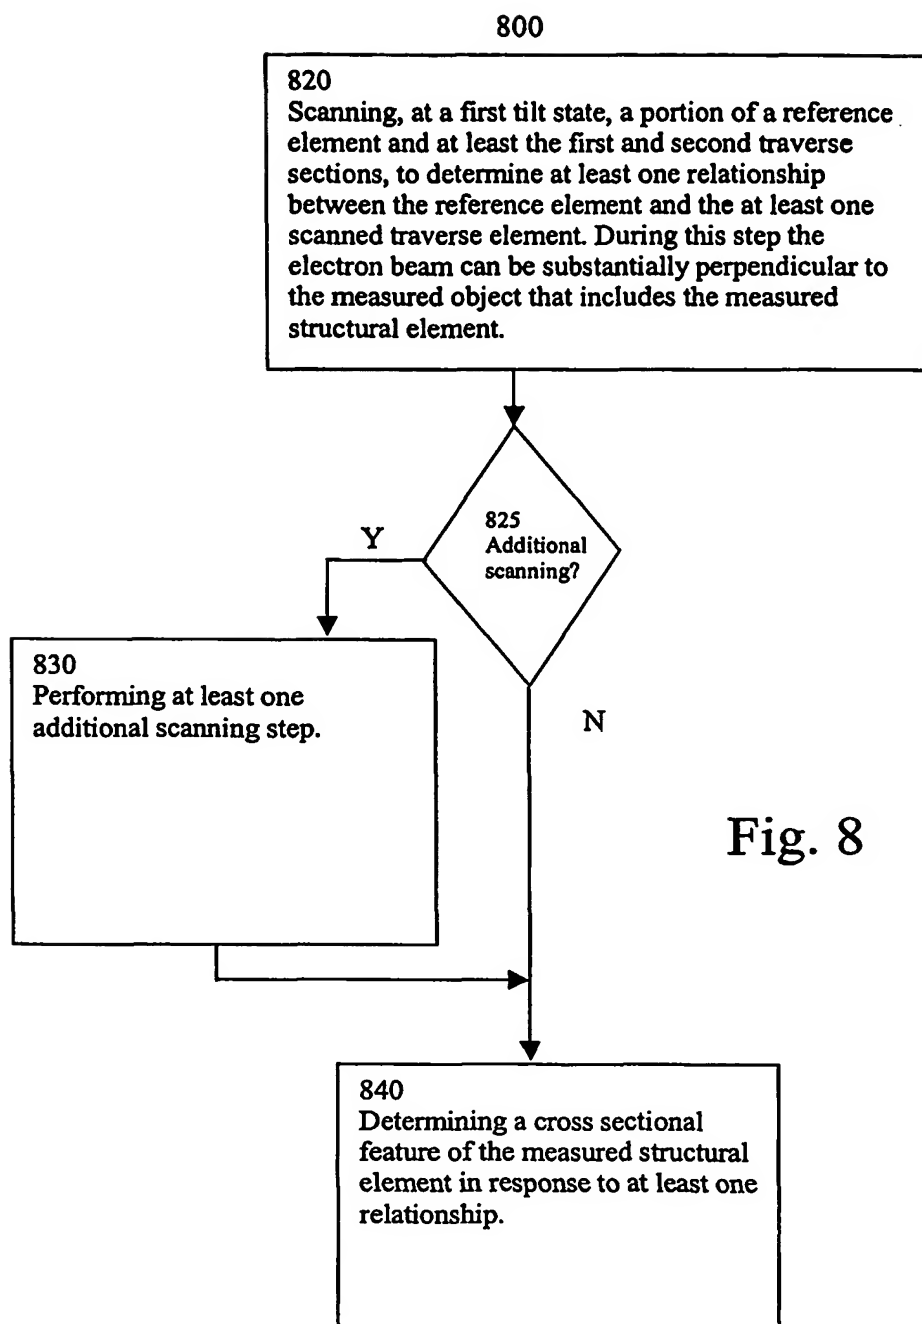 800
820
Scanning, at a first tilt state, a portion of a reference
element and at least the first and second traverse
sections, to determine at least one relationship
between the reference element and the at least one
scanned traverse element. During this step the
electron beam can be substantially perpendicular to
the measured object that includes the measured
structural element.
825
Additional
scanning?
Y
830
Performing at least one
additional scanning step.
N
Fig. 8
840
Determining a cross sectional
feature of the measured structural
element in response to at least one
relationship.